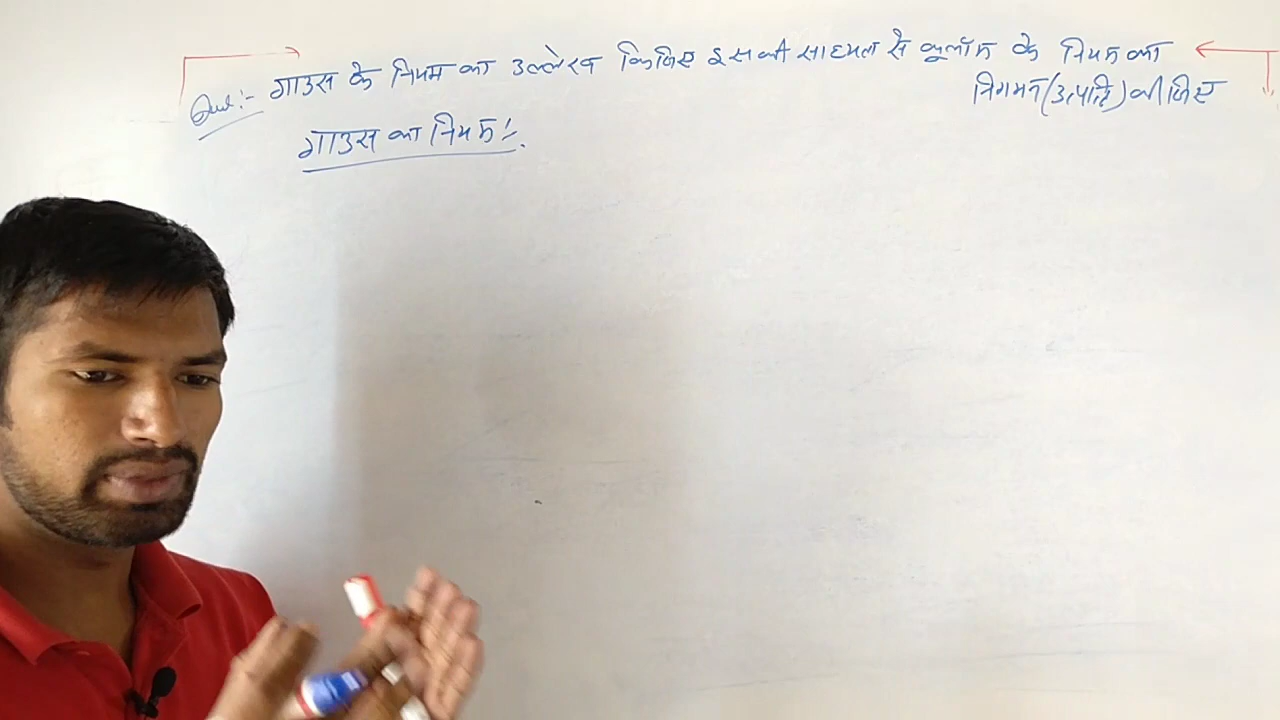 Que:- गाउस के नियम का उल्लेख किजिए इसकी सहायता से कूलॉम के नियम का
निगमन(उत्पत्ति) कीजिए
गाउस का नियम:-